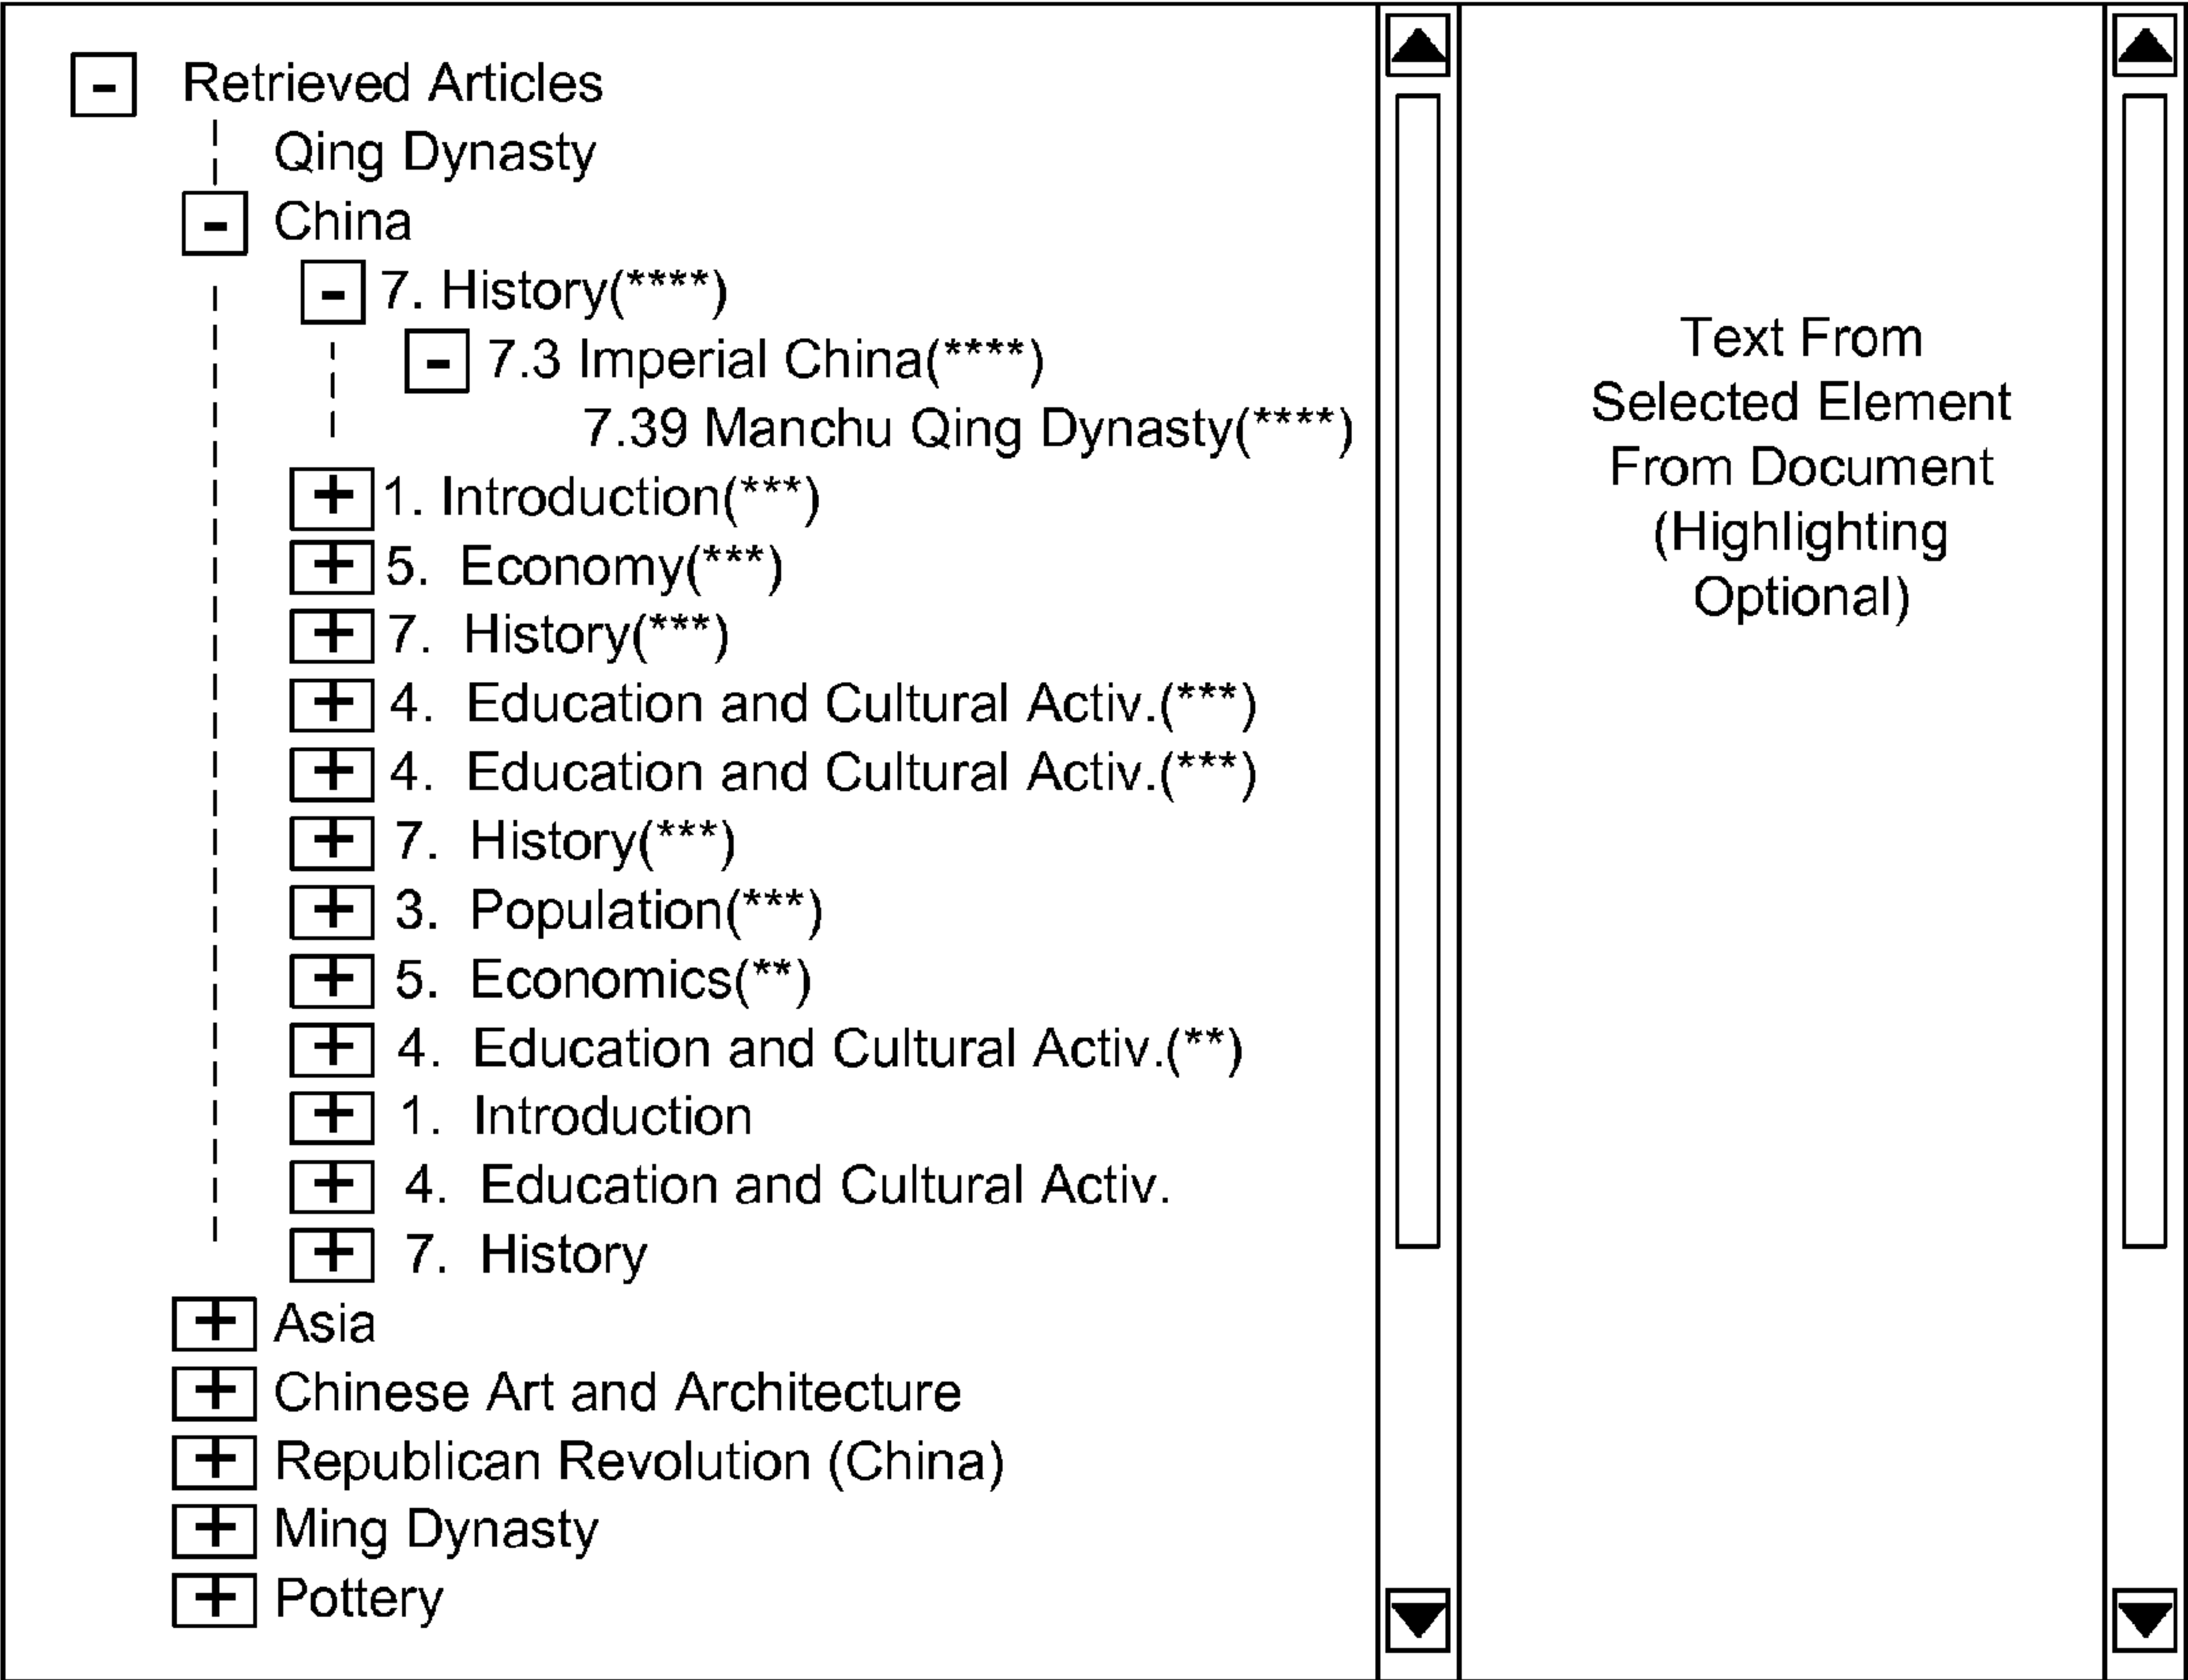 - Retrieved Articles
Qing Dynasty
- China
- 7. History(****)
- 7.3 Imperial China(****)
7.39 Manchu Qing Dynasty(****)
+ 1. Introduction(***)
+ 5. Economy(***)
+ 7. History(***)
+ 4. Education and Cultural Activ.(***)
+ 4. Education and Cultural Activ.(***)
+ 7. History(***)
+ 3. Population(***)
+ 5. Economics(**)
+ 4. Education and Cultural Activ.(**)
+ 1. Introduction
+ 4. Education and Cultural Activ.
+ 7. History
+ Asia
+ Chinese Art and Architecture
+ Republican Revolution (China)
+ Ming Dynasty
+ Pottery
Text From
Selected Element
From Document
(Highlighting
Optional)